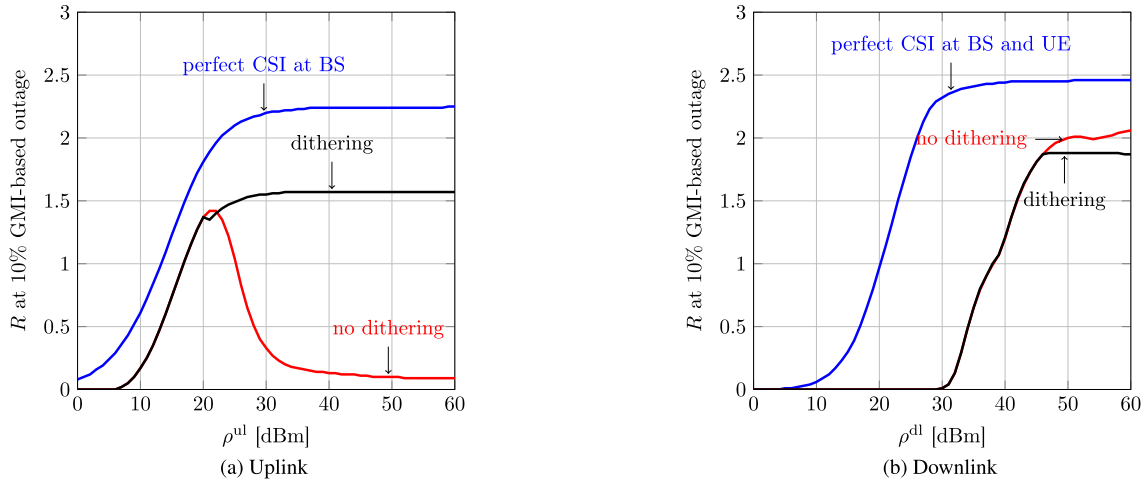 3
2.5
2
1.5
1
0.5
0
R at 10% GMI-based outage
perfect CSI at BS
dithering
no dithering
0 10 20 30 40 50 60
ρ^ul [dBm]
(a) Uplink
3
2.5
2
1.5
1
0.5
0
R at 10% GMI-based outage
perfect CSI at BS and UE
no dithering
dithering
0 10 20 30 40 50 60
ρ^dl [dBm]
(b) Downlink